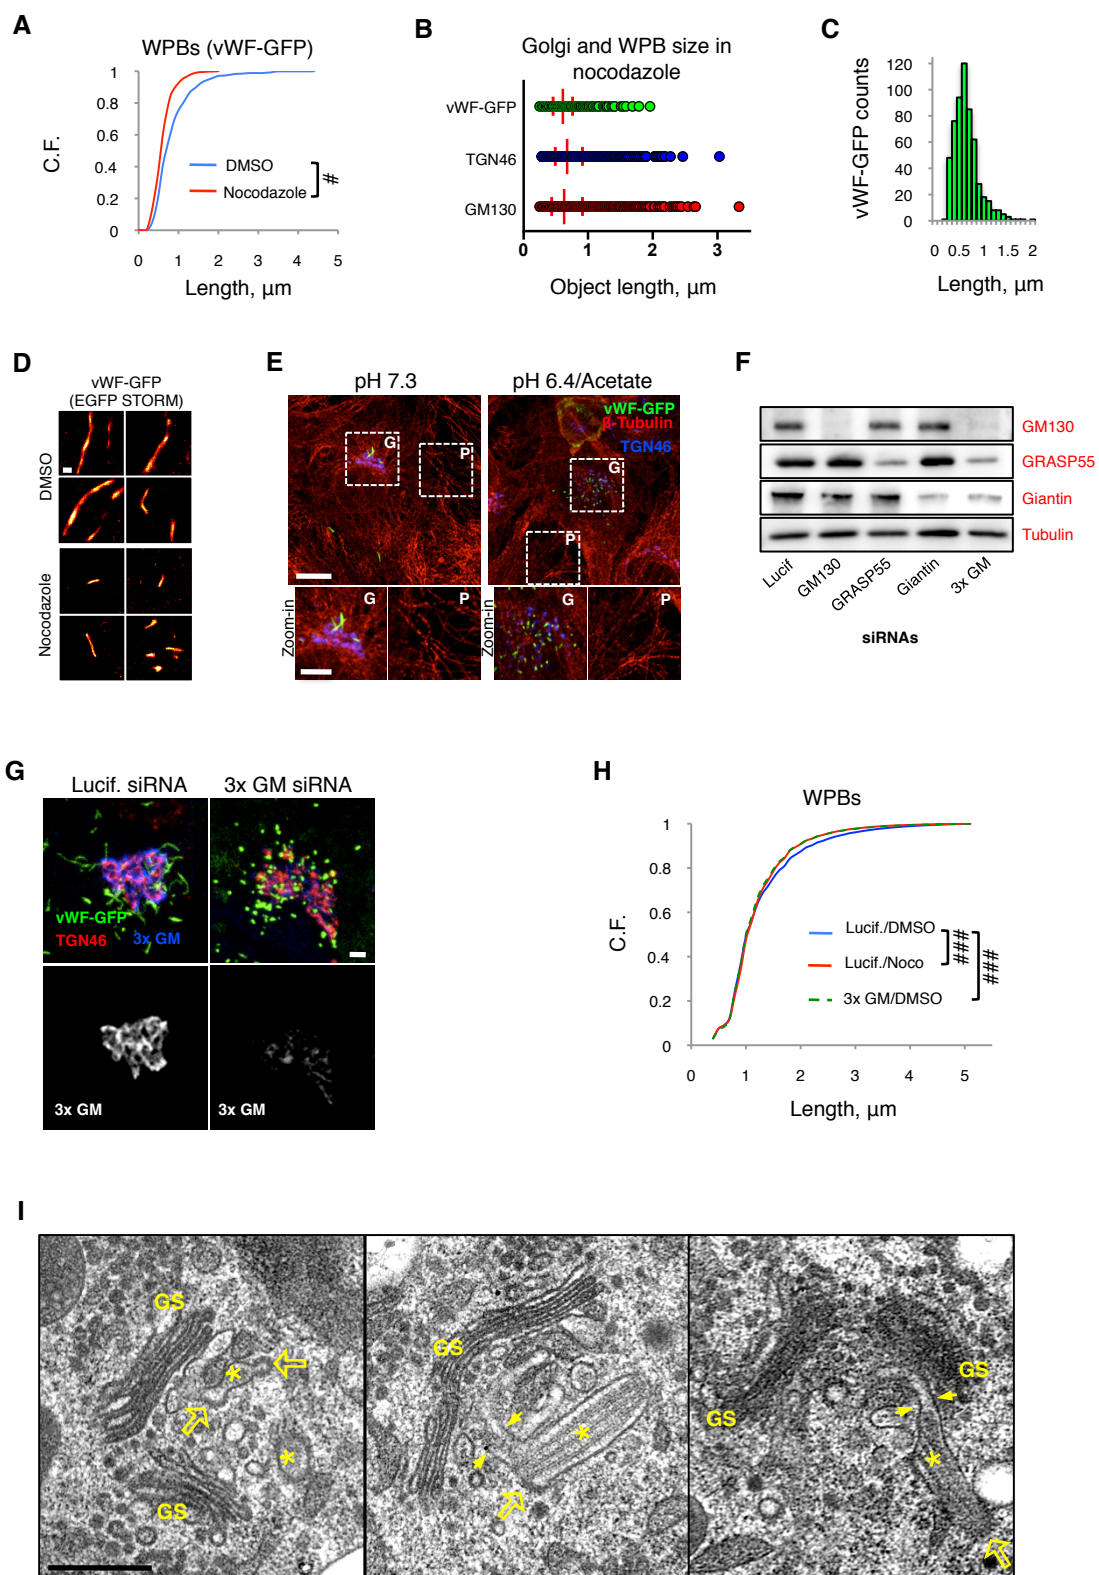 A
WPBs (vWF-GFP)
C.F.
1
0.8
0.6
0.4
0.2
0
DMSO
Nocodazole
#
0 1 2 3 4 5
Length, µm
B
Golgi and WPB size in
nocodazole
vWF-GFP
TGN46
GM130
0 1 2 3
Object length, µm
C
vWF-GFP counts
120
100
80
60
40
20
0
0 0.5 1 1.5 2
Length, µm
D
vWF-GFP
(EGFP STORM)
DMSO
Nocodazole
E
pH 7.3
pH 6.4/Acetate
vWF-GFP
β-Tubulin
TGN46
G
P
G
P
Zoom-in
G
P
Zoom-in
G
P
F
GM130
GRASP55
Giantin
Tubulin
Lucif
GM130
GRASP55
Giantin
3x GM
siRNAs
G
Lucif. siRNA
3x GM siRNA
vWF-GFP
TGN46 3x GM
3x GM
3x GM
H
WPBs
C.F.
1
0.8
0.6
0.4
0.2
0
Lucif./DMSO
Lucif./Noco
3x GM/DMSO
###
###
0 1 2 3 4 5
Length, µm
I
GS
*
*
GS
GS
*
GS
GS
*